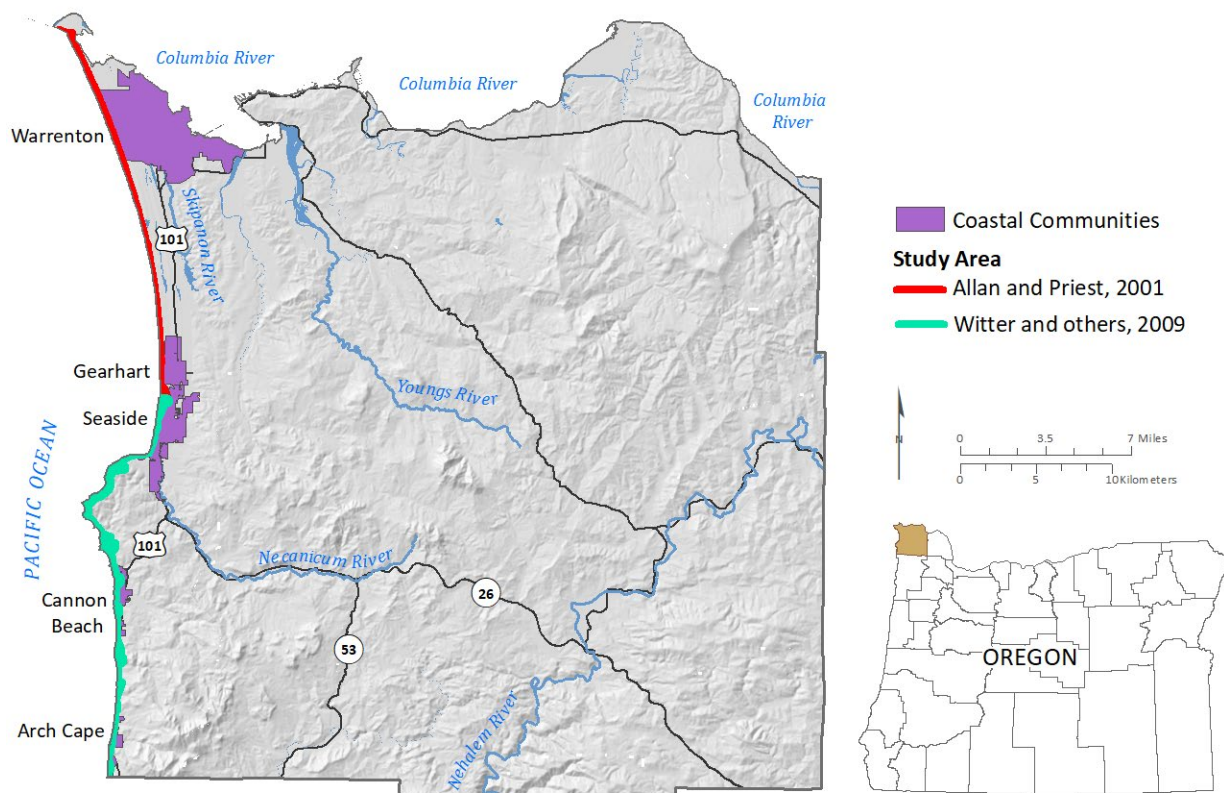 Columbia River
Columbia River
Columbia
River
Warrenton
Skipanon River
101
Gearhart
Seaside
Youngs River
PACIFIC OCEAN
101
Necanicum River
Cannon
Beach
26
53
Arch Cape
Nehalem River
Coastal Communities
Study Area
Allan and Priest, 2001
Witter and others, 2009
N
0 3.5 7 Miles
0 5 10 Kilometers
OREGON